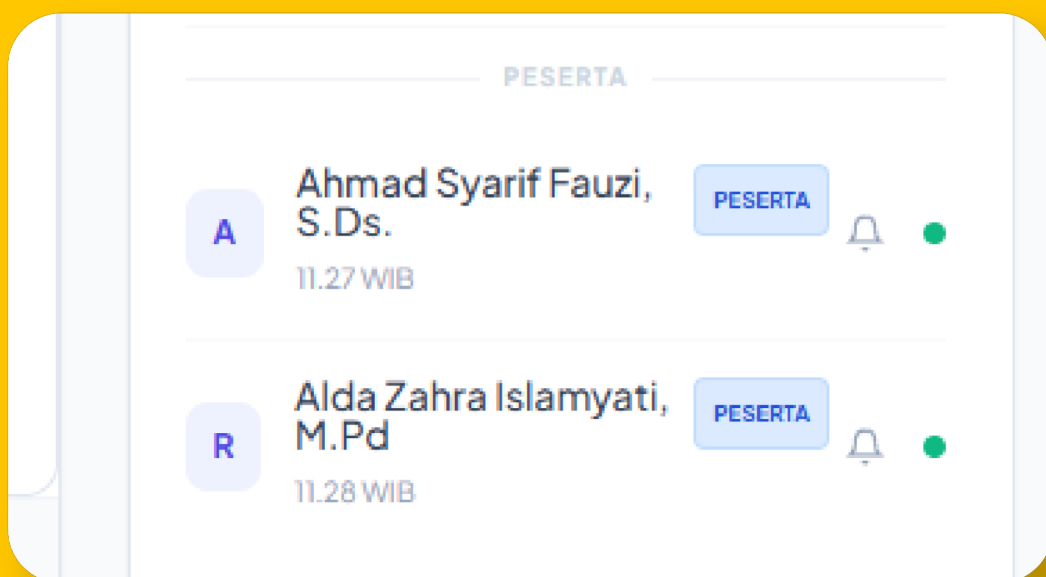 PESERTA
A
Ahmad Syarif Fauzi,
S.Ds.
PESERTA
11.27 WIB
R
Alda Zahra Islamyati,
M.Pd
PESERTA
11.28 WIB